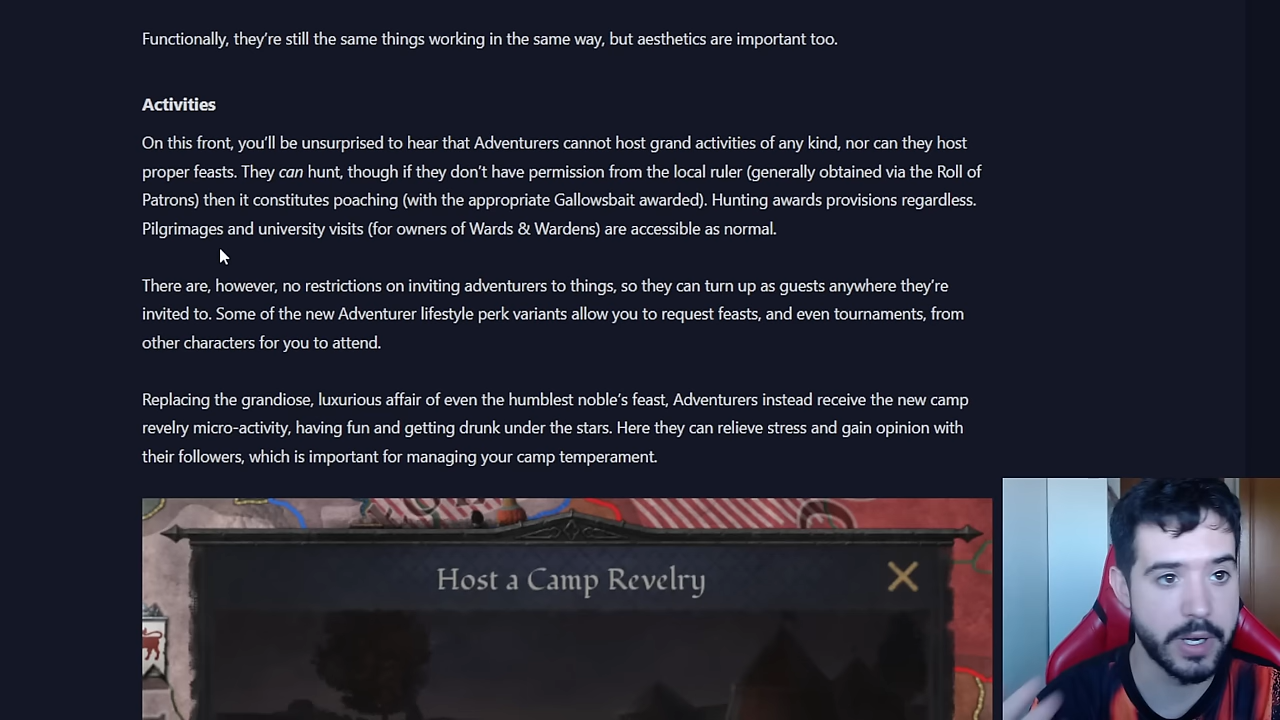 Functionally, they're still the same things working in the same way, but aesthetics are important too.
Activities
On this front, you'll be unsurprised to hear that Adventurers cannot host grand activities of any kind, nor can they host
proper feasts. They can hunt, though if they don't have permission from the local ruler (generally obtained via the Roll of
Patrons) then it constitutes poaching (with the appropriate Gallowsbait awarded). Hunting awards provisions regardless.
Pilgrimages and university visits (for owners of Wards & Wardens) are accessible as normal.
There are, however, no restrictions on inviting adventurers to things, so they can turn up as guests anywhere they're
invited to. Some of the new Adventurer lifestyle perk variants allow you to request feasts, and even tournaments, from
other characters for you to attend.
Replacing the grandiose, luxurious affair of even the humblest noble's feast, Adventurers instead receive the new camp
revelry micro-activity, having fun and getting drunk under the stars. Here they can relieve stress and gain opinion with
their followers, which is important for managing your camp temperament.
Host a Camp Revelry